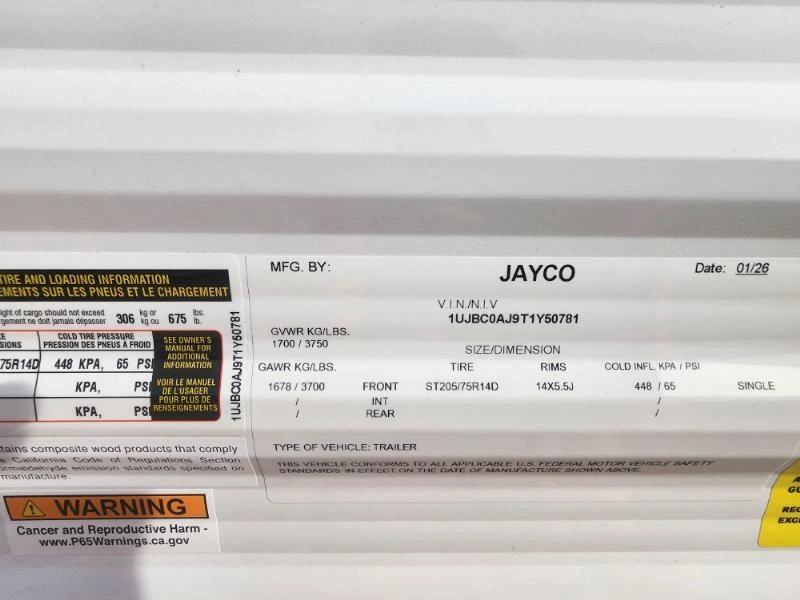 TIRE AND LOADING INFORMATION
EMENTS SUR LES PNEUS ET LE CHARGEMENT
ight of cargo should not exceed 306 kg or 675 lbs.
rgement ne doit jamais dépasser kg ou lb.
COLD TIRE PRESSURE
SIONS PRESSION DES PNEUS À FROID
75R14D 448 KPA, 65 PSI
KPA, PSI
KPA, PSI
SEE OWNER'S
MANUAL FOR
ADDITIONAL
INFORMATION
VOIR LE MANUEL
DE L'USAGER
POUR PLUS DE
RENSEIGNEMENTS
1UJBC0AJ9T1Y50781
MFG. BY: JAYCO Date: 01/26
V.I.N./N.I.V
1UJBC0AJ9T1Y50781
GVWR KG/LBS.
1700 / 3750
SIZE/DIMENSION
GAWR KG/LBS. TIRE RIMS COLD INFL. KPA / PSI
1678 / 3700 FRONT ST205/75R14D 14X5.5J 448 / 65 SINGLE
/ INT /
/ REAR /
TYPE OF VEHICLE: TRAILER
THIS VEHICLE CONFORMS TO ALL APPLICABLE U.S. FEDERAL MOTOR VEHICLE SAFETY
STANDARDS IN EFFECT ON THE DATE OF MANUFACTURE SHOWN ABOVE.
tains composite wood products that comply
California Code of Regulations Section
ormaldehyde emission standards specified on
manufacture.
WARNING
Cancer and Reproductive Harm -
www.P65Warnings.ca.gov
GU
REC
EXC